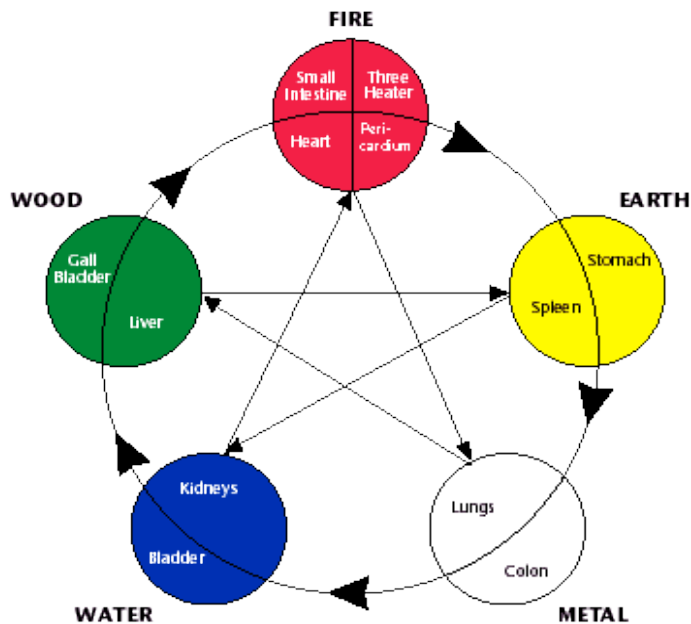 FIRE
Small
Intestine
Three
Heater
Heart
Peri-
cardium
WOOD
EARTH
Gall
Bladder
Liver
Stomach
Spleen
Kidneys
Bladder
Lungs
Colon
WATER
METAL